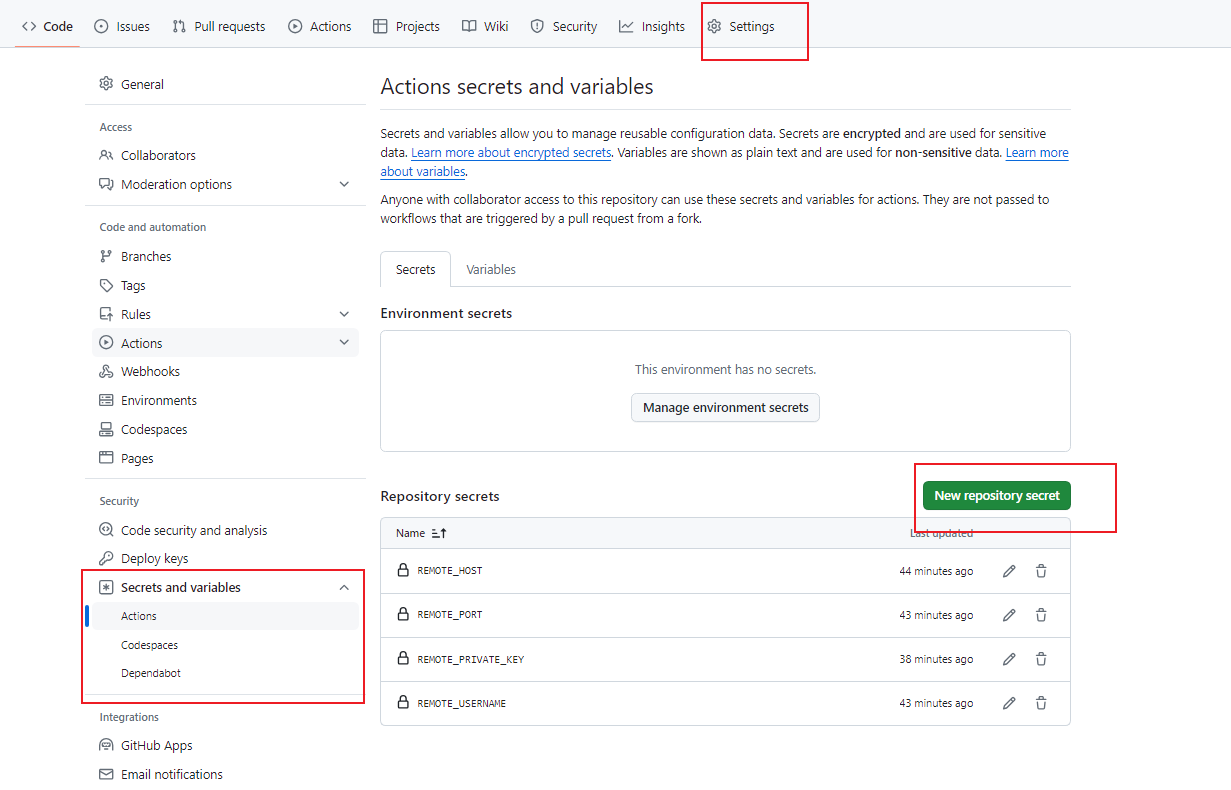 Code Issues Pull requests Actions Projects Wiki Security Insights Settings
General
Access
Collaborators
Moderation options
Code and automation
Branches
Tags
Rules
Actions
Webhooks
Environments
Codespaces
Pages
Security
Code security and analysis
Deploy keys
Secrets and variables
Actions
Codespaces
Dependabot
Integrations
GitHub Apps
Email notifications
Actions secrets and variables
Secrets and variables allow you to manage reusable configuration data. Secrets are encrypted and are used for sensitive
data. Learn more about encrypted secrets. Variables are shown as plain text and are used for non-sensitive data. Learn more
about variables.
Anyone with collaborator access to this repository can use these secrets and variables for actions. They are not passed to
workflows that are triggered by a pull request from a fork.
Secrets Variables
Environment secrets
This environment has no secrets.
Manage environment secrets
Repository secrets New repository secret
Name Last updated
REMOTE_HOST 44 minutes ago
REMOTE_PORT 43 minutes ago
REMOTE_PRIVATE_KEY 38 minutes ago
REMOTE_USERNAME 43 minutes ago